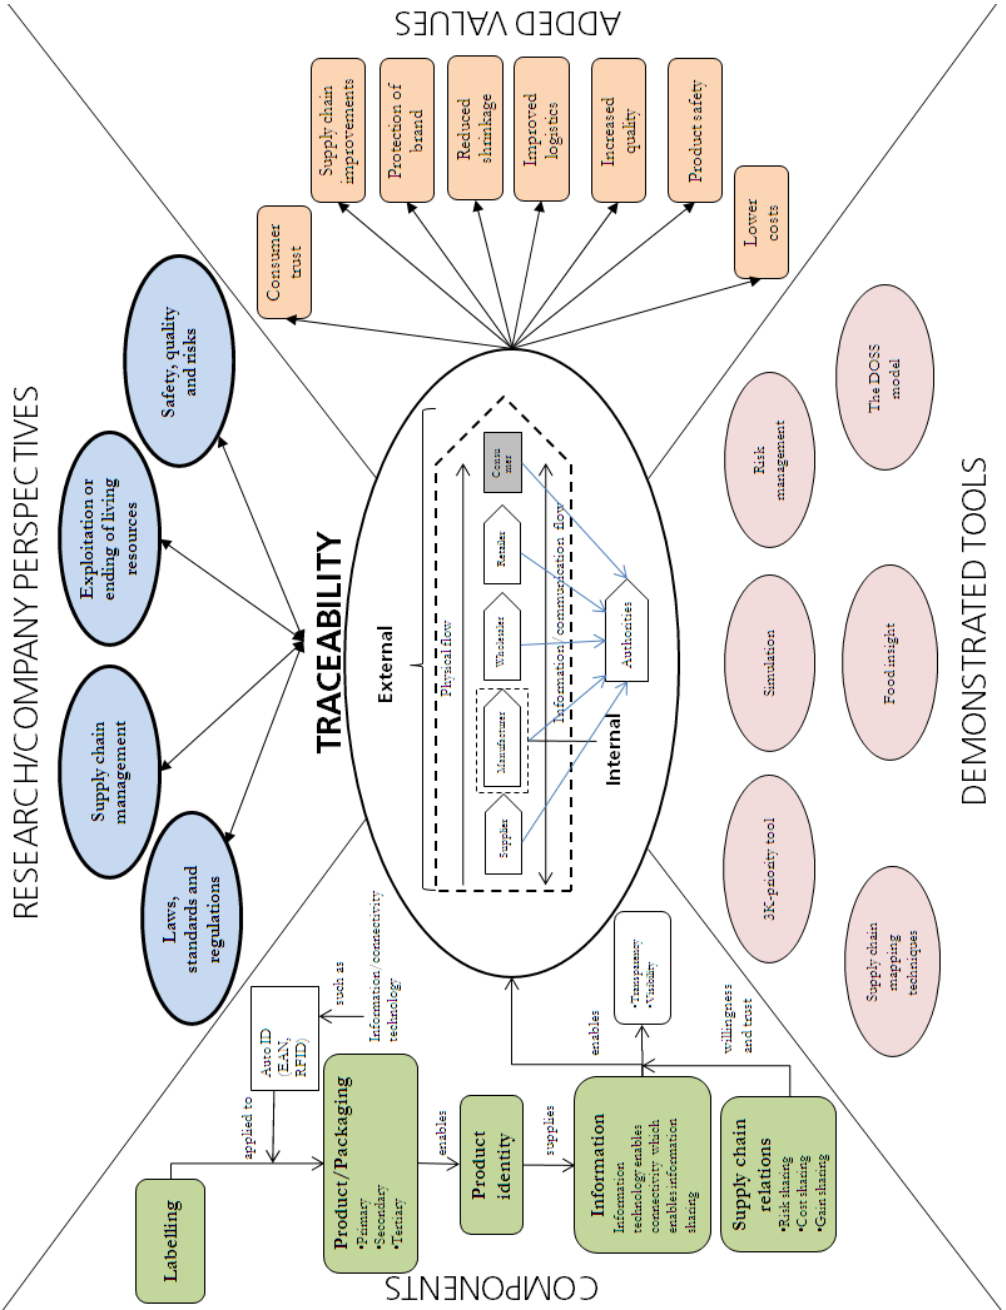 RESEARCH/COMPANY PERSPECTIVES
Laws,
standards and
regulations
Supply chain
management
Exploitation or
ending of living
resources
Safety, quality
and risks
COMPONENTS
Labelling
applied to
Auto ID
(EAN,
RFID)
such as
Information/connectivity
technology
Product/Packaging
•Primary
•Secondary
•Tertiary
enables
Product
identity
supplies
Information
Information
technology enables
connectivity which
enables information
sharing
enables
•Transparency
•Visibility
Supply chain
relations
•Risk sharing
•Cost sharing
•Gain sharing
willingness
and trust
TRACEABILITY
External
Physical flow
Supplier
Manufacturer
Wholesaler
Retailer
Consu
mer
Information/communication flow
Internal
Authorities
ADDED VALUES
Consumer
trust
Supply chain
improvements
Protection of
brand
Reduced
shrinkage
Improved
logistics
Increased
quality
Product safety
Lower
costs
3K-priority tool
Simulation
Risk
management
Supply chain
mapping
techniques
Food insight
The DOSS
model
DEMONSTRATED TOOLS